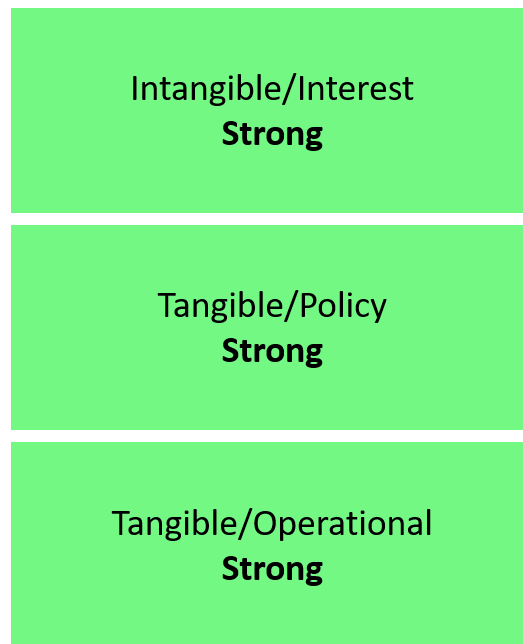 Intangible/Interest
Strong
Tangible/Policy
Strong
Tangible/Operational
Strong